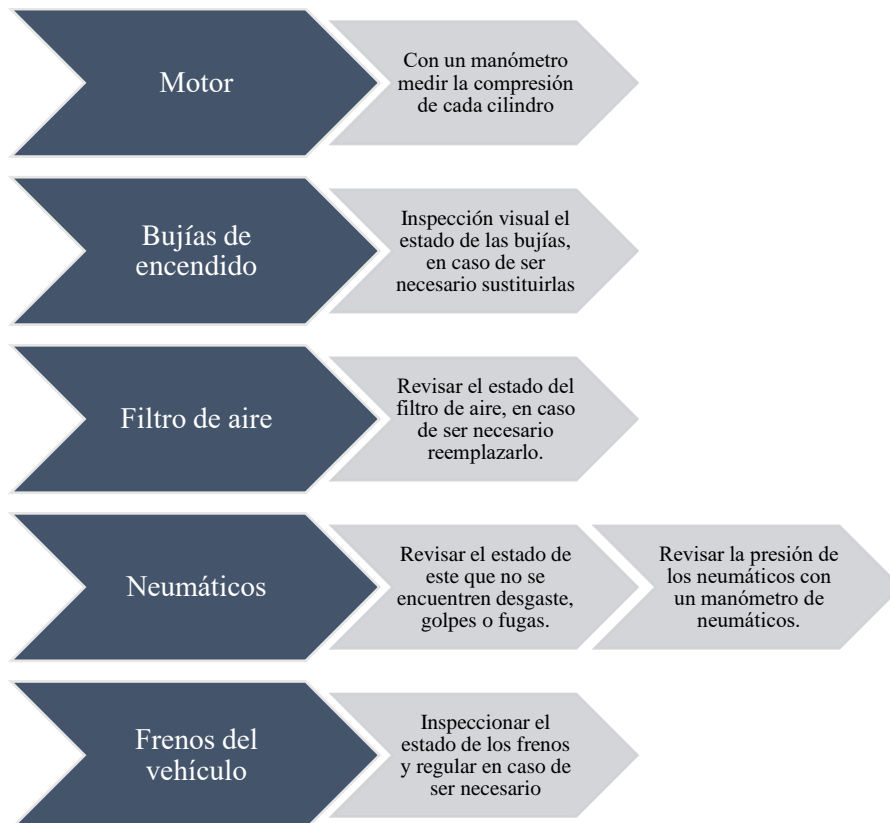 Motor
Con un manómetro
medir la compresión
de cada cilindro
Bujías de
encendido
Inspección visual el
estado de las bujías,
en caso de ser
necesario sustituirlas
Filtro de aire
Revisar el estado del
filtro de aire, en caso
de ser necesario
reemplazarlo.
Neumáticos
Revisar el estado de
este que no se
encuentren desgaste,
golpes o fugas.
Revisar la presión de
los neumáticos con
un manómetro de
neumáticos.
Frenos del
vehículo
Inspeccionar el
estado de los frenos
y regular en caso de
ser necesario